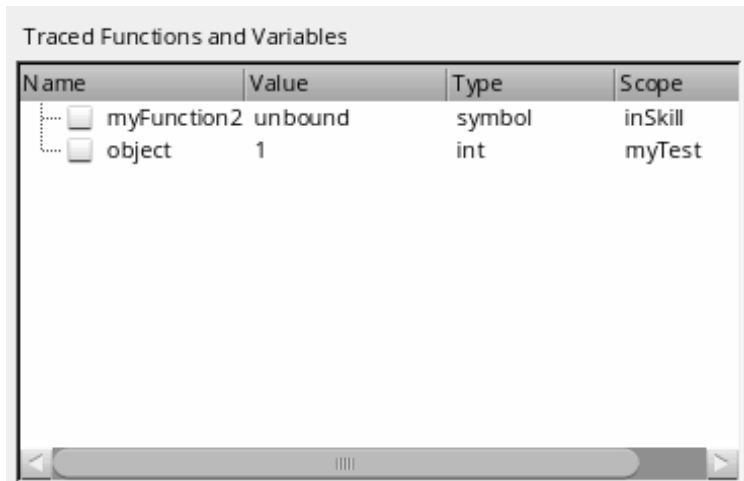 Traced Functions and Variables
Name Value Type Scope
myFunction2 unbound symbol inSkill
object 1 int myTest